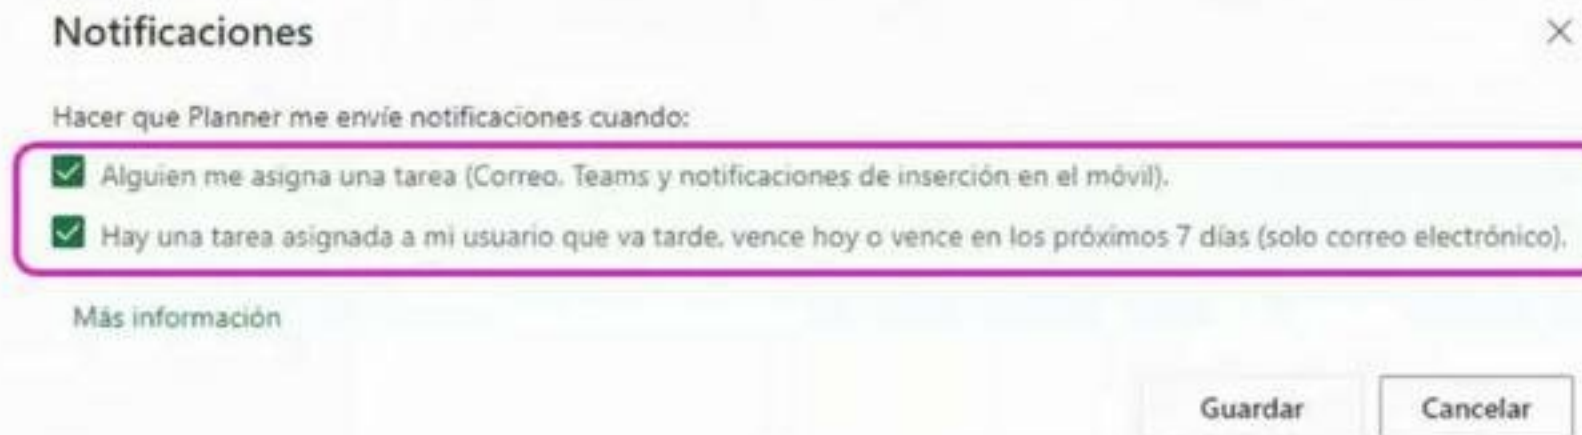 Notificaciones
Hacer que Planner me envíe notificaciones cuando:
Alguien me asigna una tarea (Correo, Teams y notificaciones de inserción en el móvil).
Hay una tarea asignada a mi usuario que va tarde, vence hoy o vence en los próximos 7 días (solo correo electrónico).
Más información
Guardar Cancelar